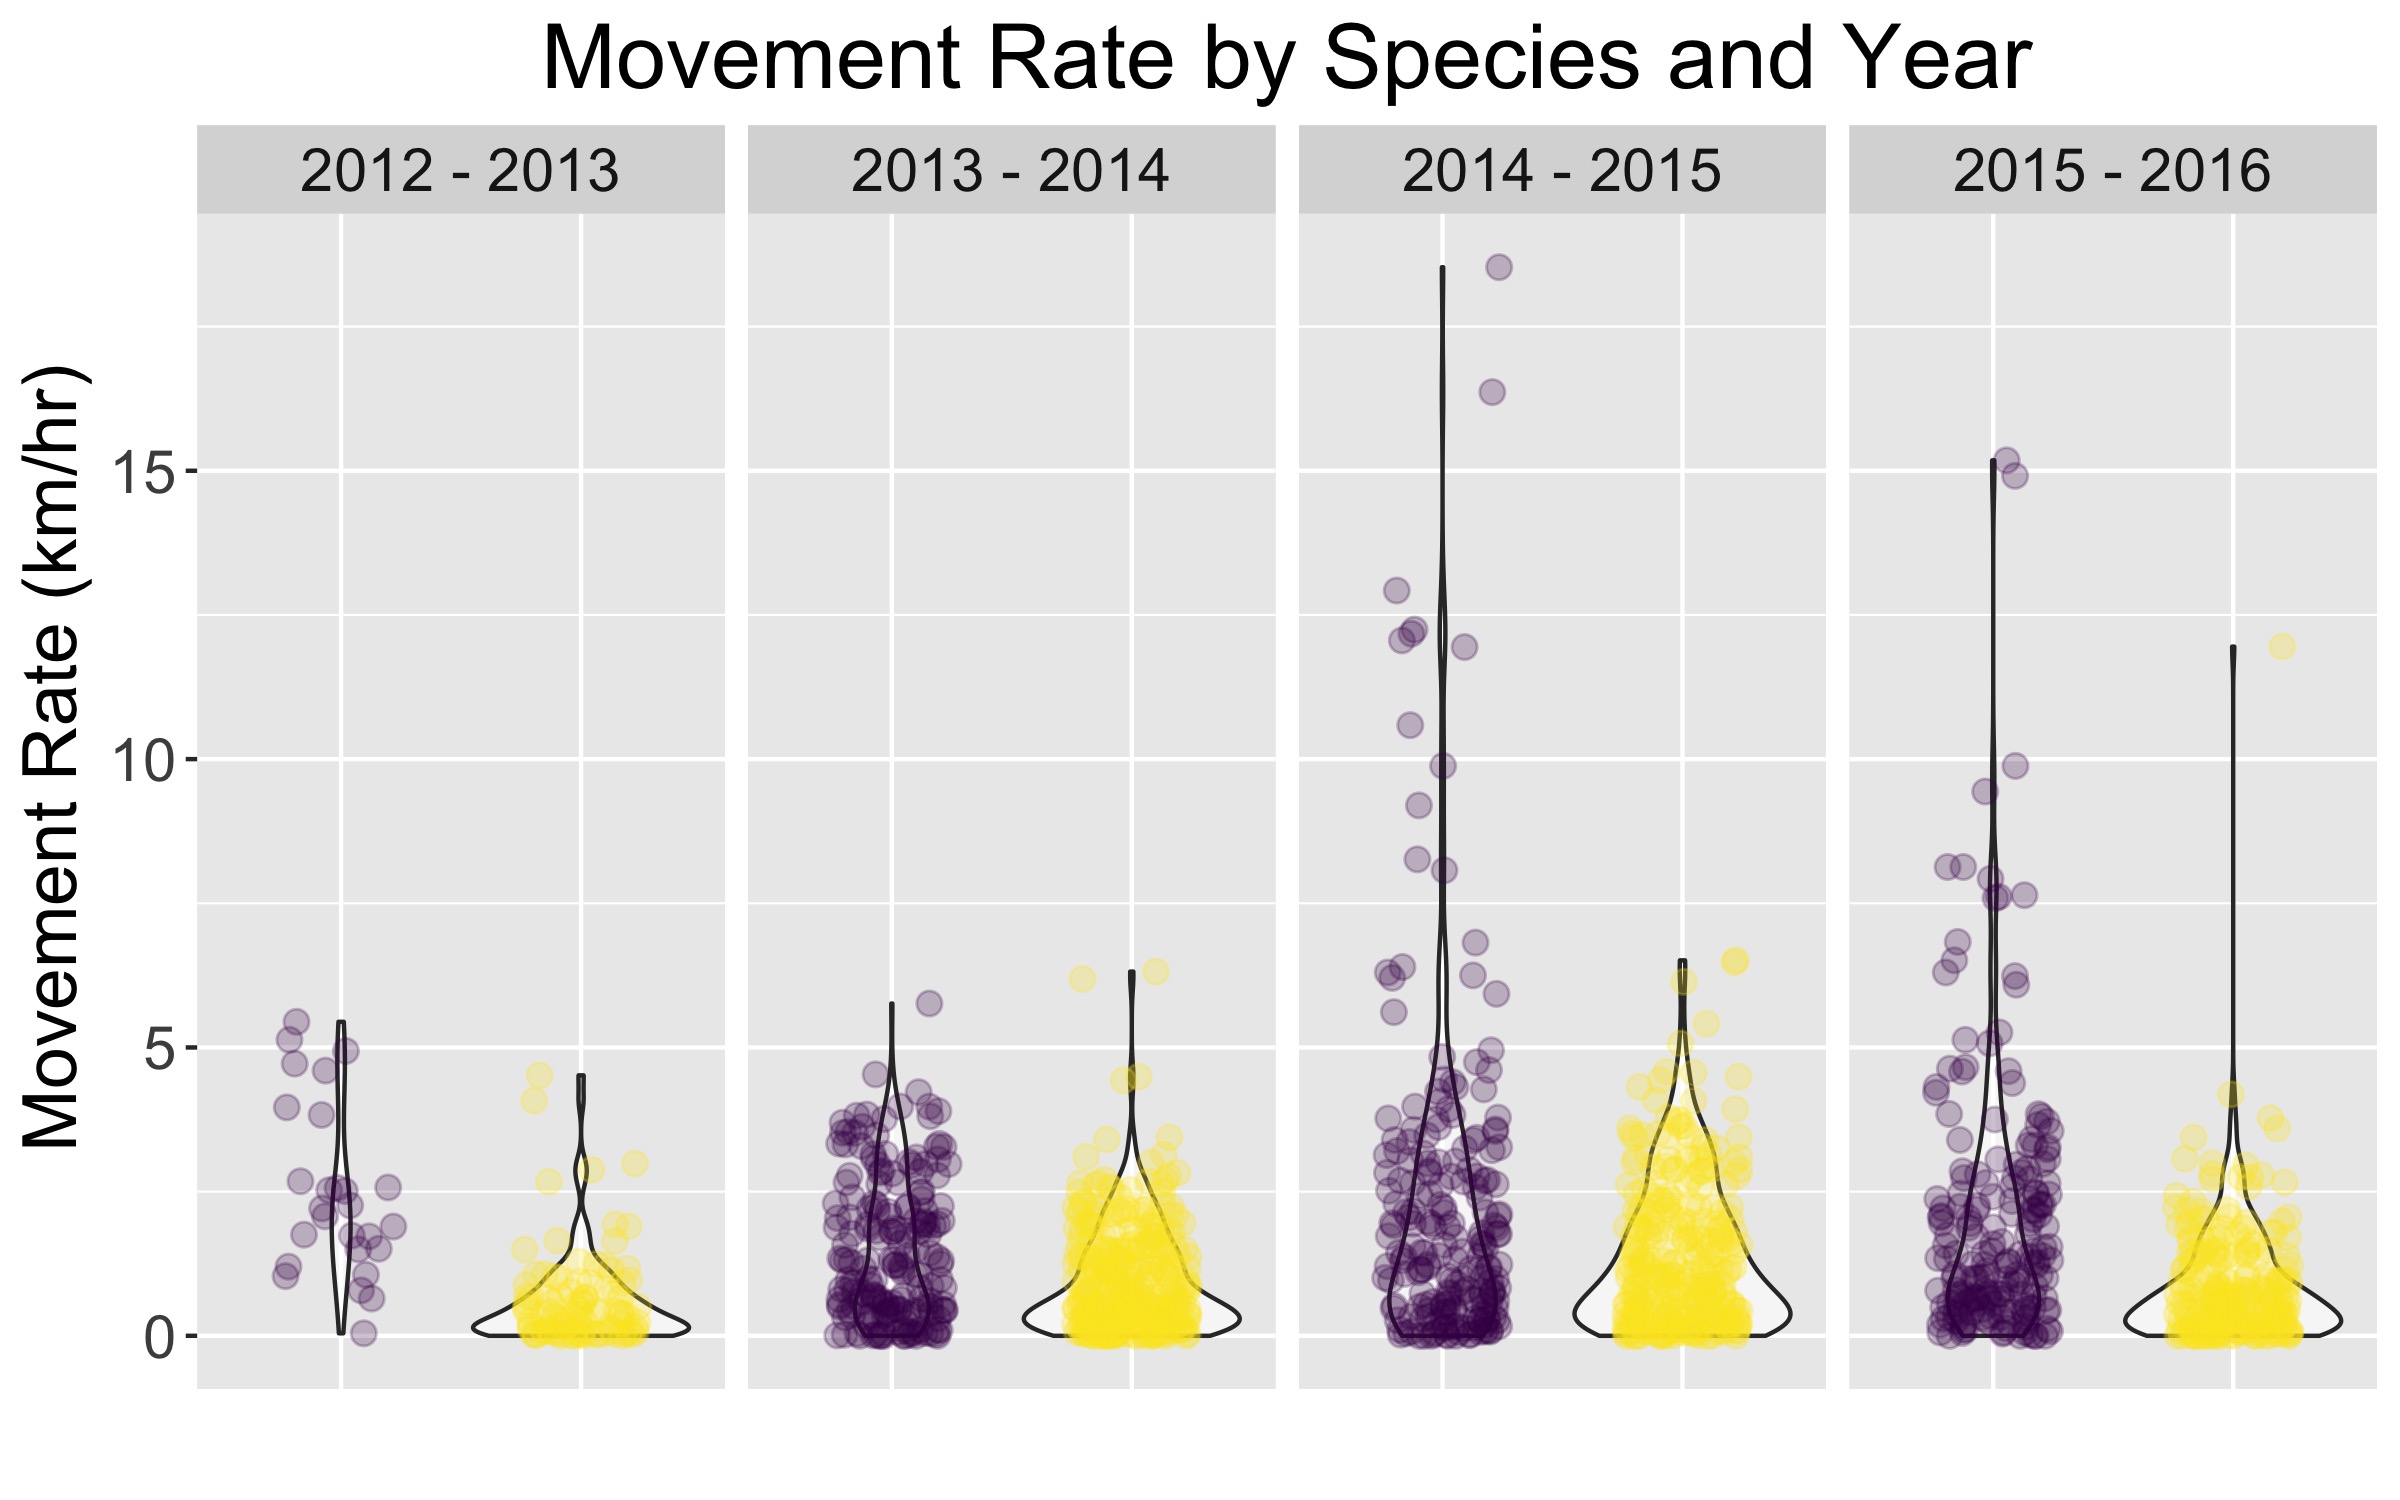 Movement Rate by Species and Year
2012 - 2013
2013 - 2014
2014 - 2015
2015 - 2016
Movement Rate (km/hr)
15
10
5
0